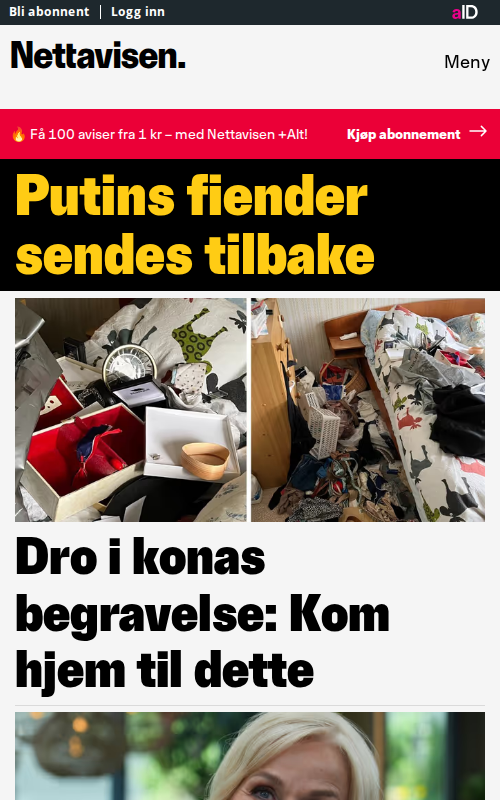 Bli abonnent | Logg inn
aID
Nettavisen.
Meny
🔥 Få 100 aviser fra 1 kr – med Nettavisen +Alt!
Kjøp abonnement →
Putins fiender
sendes tilbake
Dro i konas
begravelse: Kom
hjem til dette